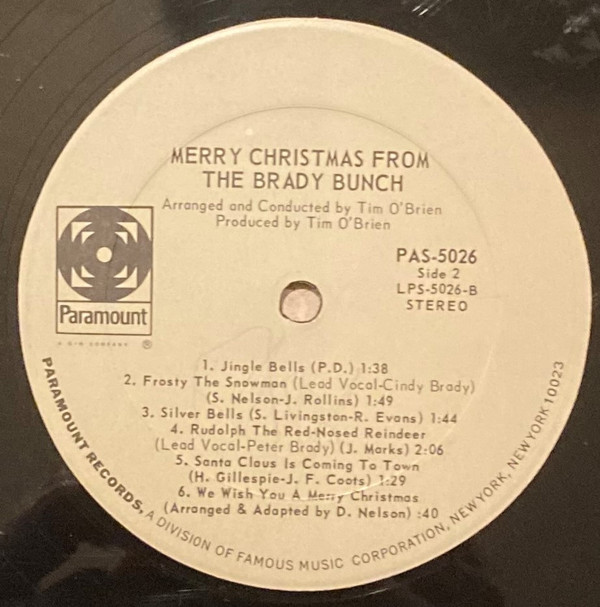 MERRY CHRISTMAS FROM
THE BRADY BUNCH
Arranged and Conducted by Tim O'Brien
Produced by Tim O'Brien
PAS-5026
Side 2
LPS-5026-B
STEREO
Paramount
A G+W COMPANY ®
1. Jingle Bells (P.D.) 1:38
2. Frosty The Snowman (Lead Vocal-Cindy Brady)
(S. Nelson-J. Rollins) 1:49
3. Silver Bells (S. Livingston-R. Evans) 1:44
4. Rudolph The Red-Nosed Reindeer
(Lead Vocal-Peter Brady) (J. Marks) 2:06
5. Santa Claus Is Coming To Town
(H. Gillespie-J. F. Coots) 1:29
6. We Wish You A Merry Christmas
(Arranged & Adapted by D. Nelson) :40
PARAMOUNT RECORDS, A DIVISION OF FAMOUS MUSIC CORPORATION, NEW YORK, NEW YORK 10023